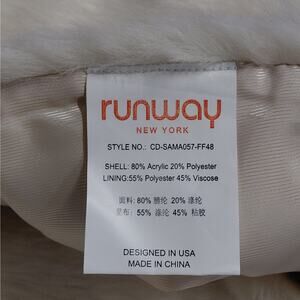 runway
NEW YORK
STYLE NO.: CD-SAMA057-FF48
SHELL: 80% Acrylic 20% Polyester
LINING:55% Polyester 45% Viscose
面料: 80% 腈纶 20% 涤纶
里布: 55% 涤纶 45% 粘胶
DESIGNED IN USA
MADE IN CHINA